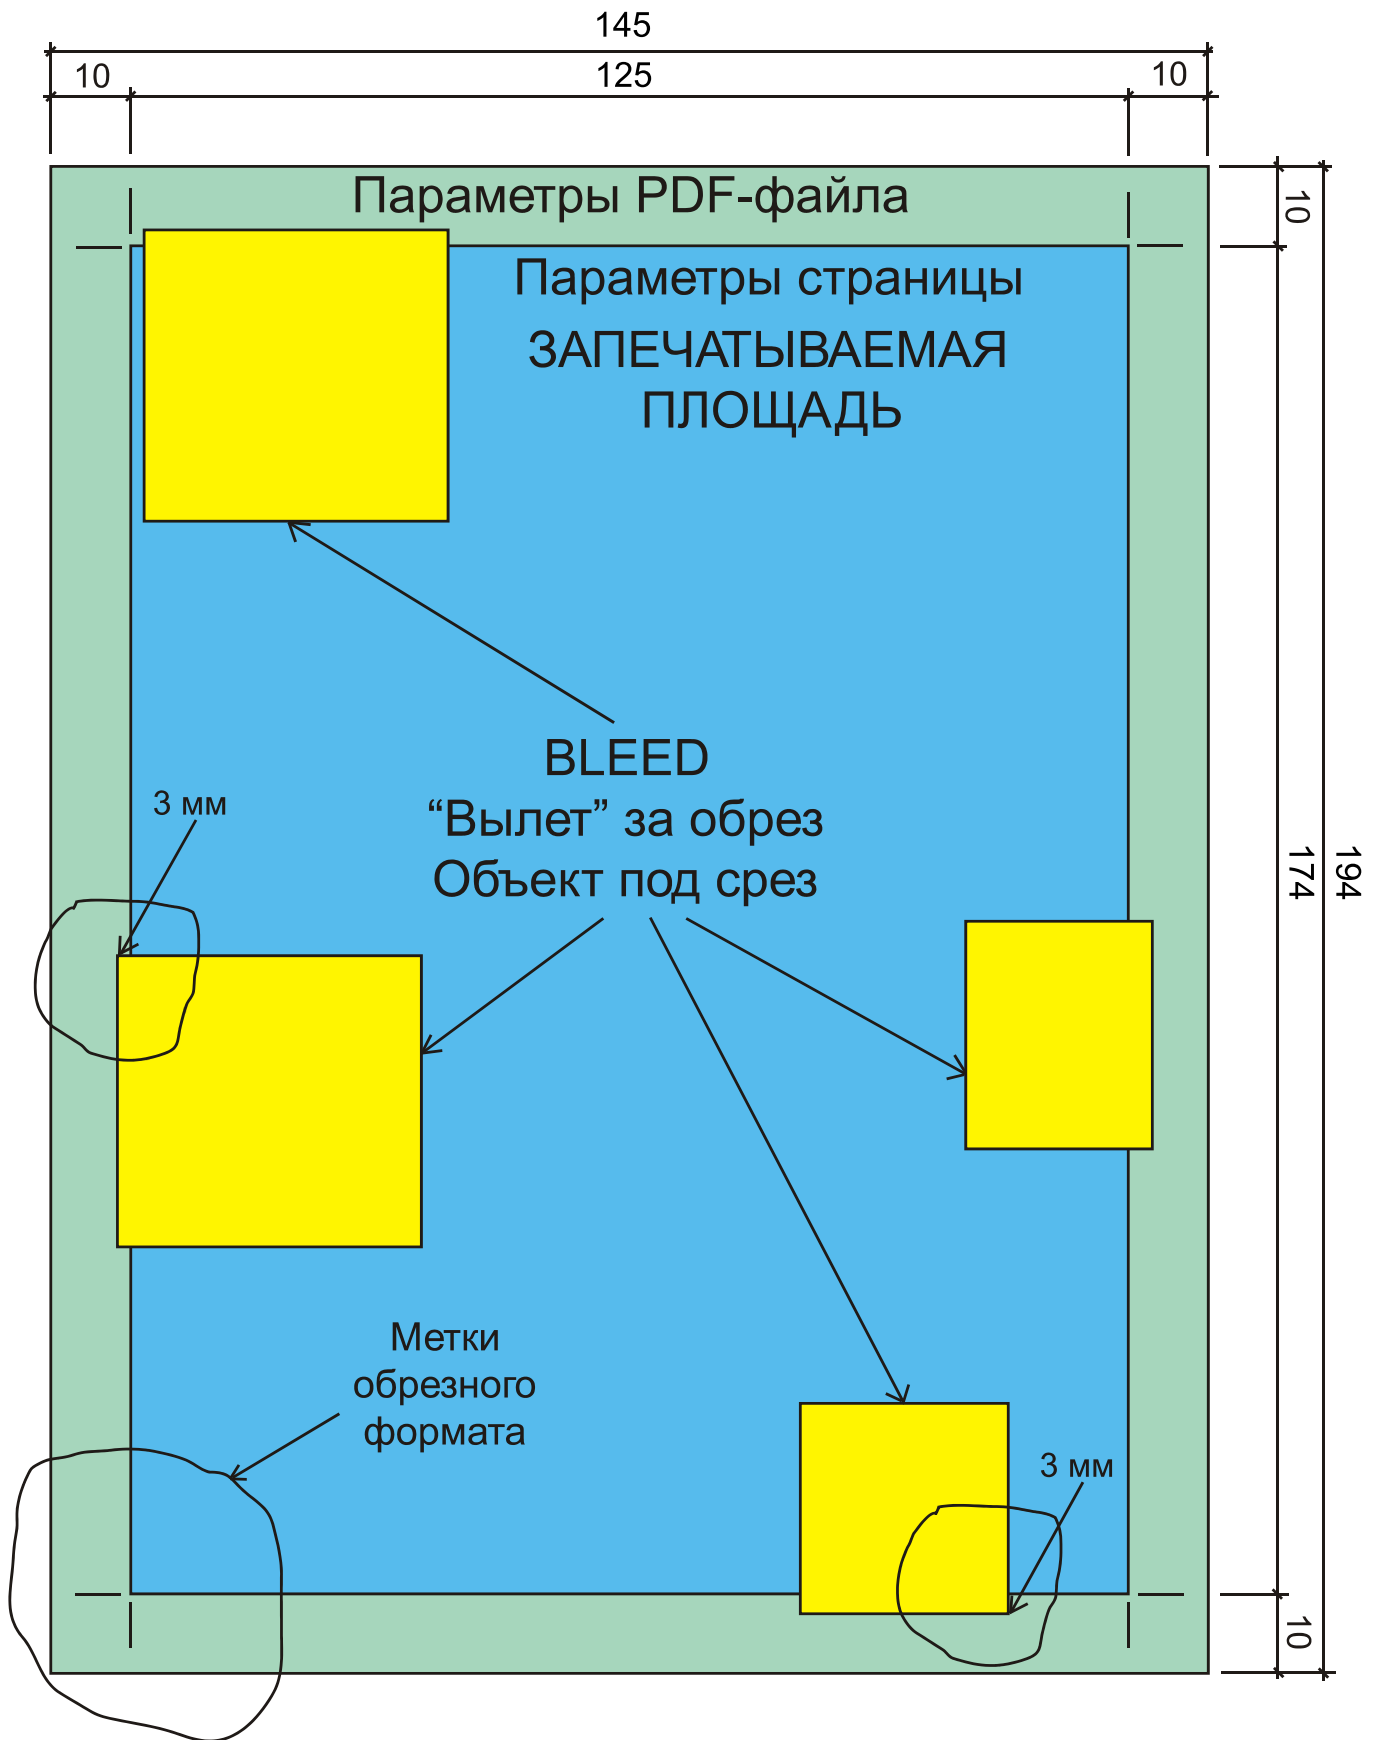 145
10
125
10
Параметры PDF-файла
10
Параметры страницы
ЗАПЕЧАТЫВАЕМАЯ
ПЛОЩАДЬ
BLEED
“Вылет” за обрез
Объект под срез
3 мм
174
194
Метки
обрезного
формата
3 мм
10